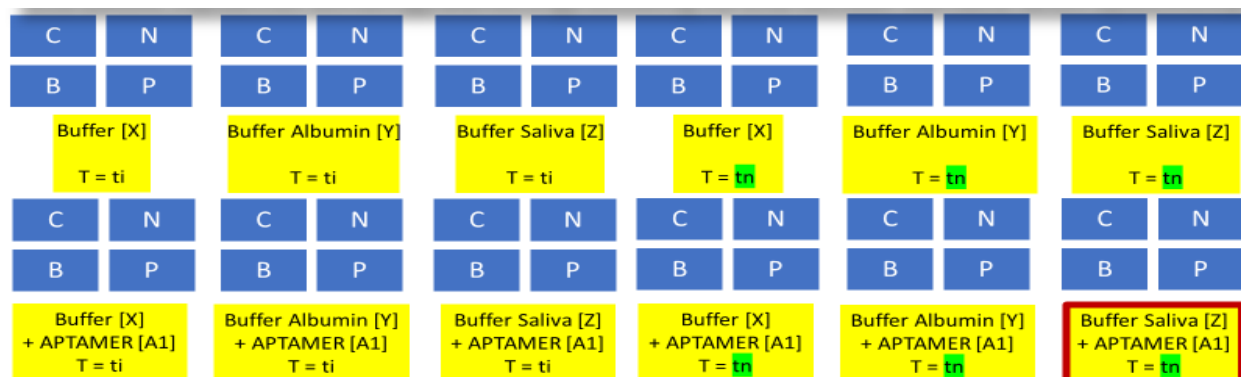 C N C N C N C N C N C N
B P B P B P B P B P B P
Buffer [X] Buffer Albumin [Y] Buffer Saliva [Z] Buffer [X] Buffer Albumin [Y] Buffer Saliva [Z]
T = ti T = ti T = ti T = tn T = tn T = tn
C N C N C N C N C N C N
B P B P B P B P B P B P
Buffer [X] Buffer Albumin [Y] Buffer Saliva [Z] Buffer [X] Buffer Albumin [Y] Buffer Saliva [Z]
+ APTAMER [A1] + APTAMER [A1] + APTAMER [A1] + APTAMER [A1] + APTAMER [A1] + APTAMER [A1]
T = ti T = ti T = ti T = tn T = tn T = tn